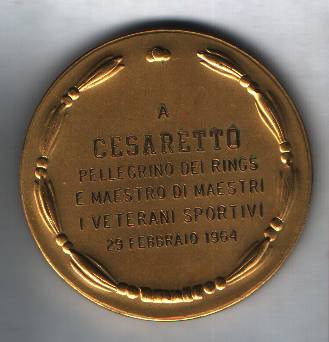 A
CESARETTO
PELLEGRINO DEI RINGS
E MAESTRO DI MAESTRI
I VETERANI SPORTIVI
29 FEBBRAIO 1964